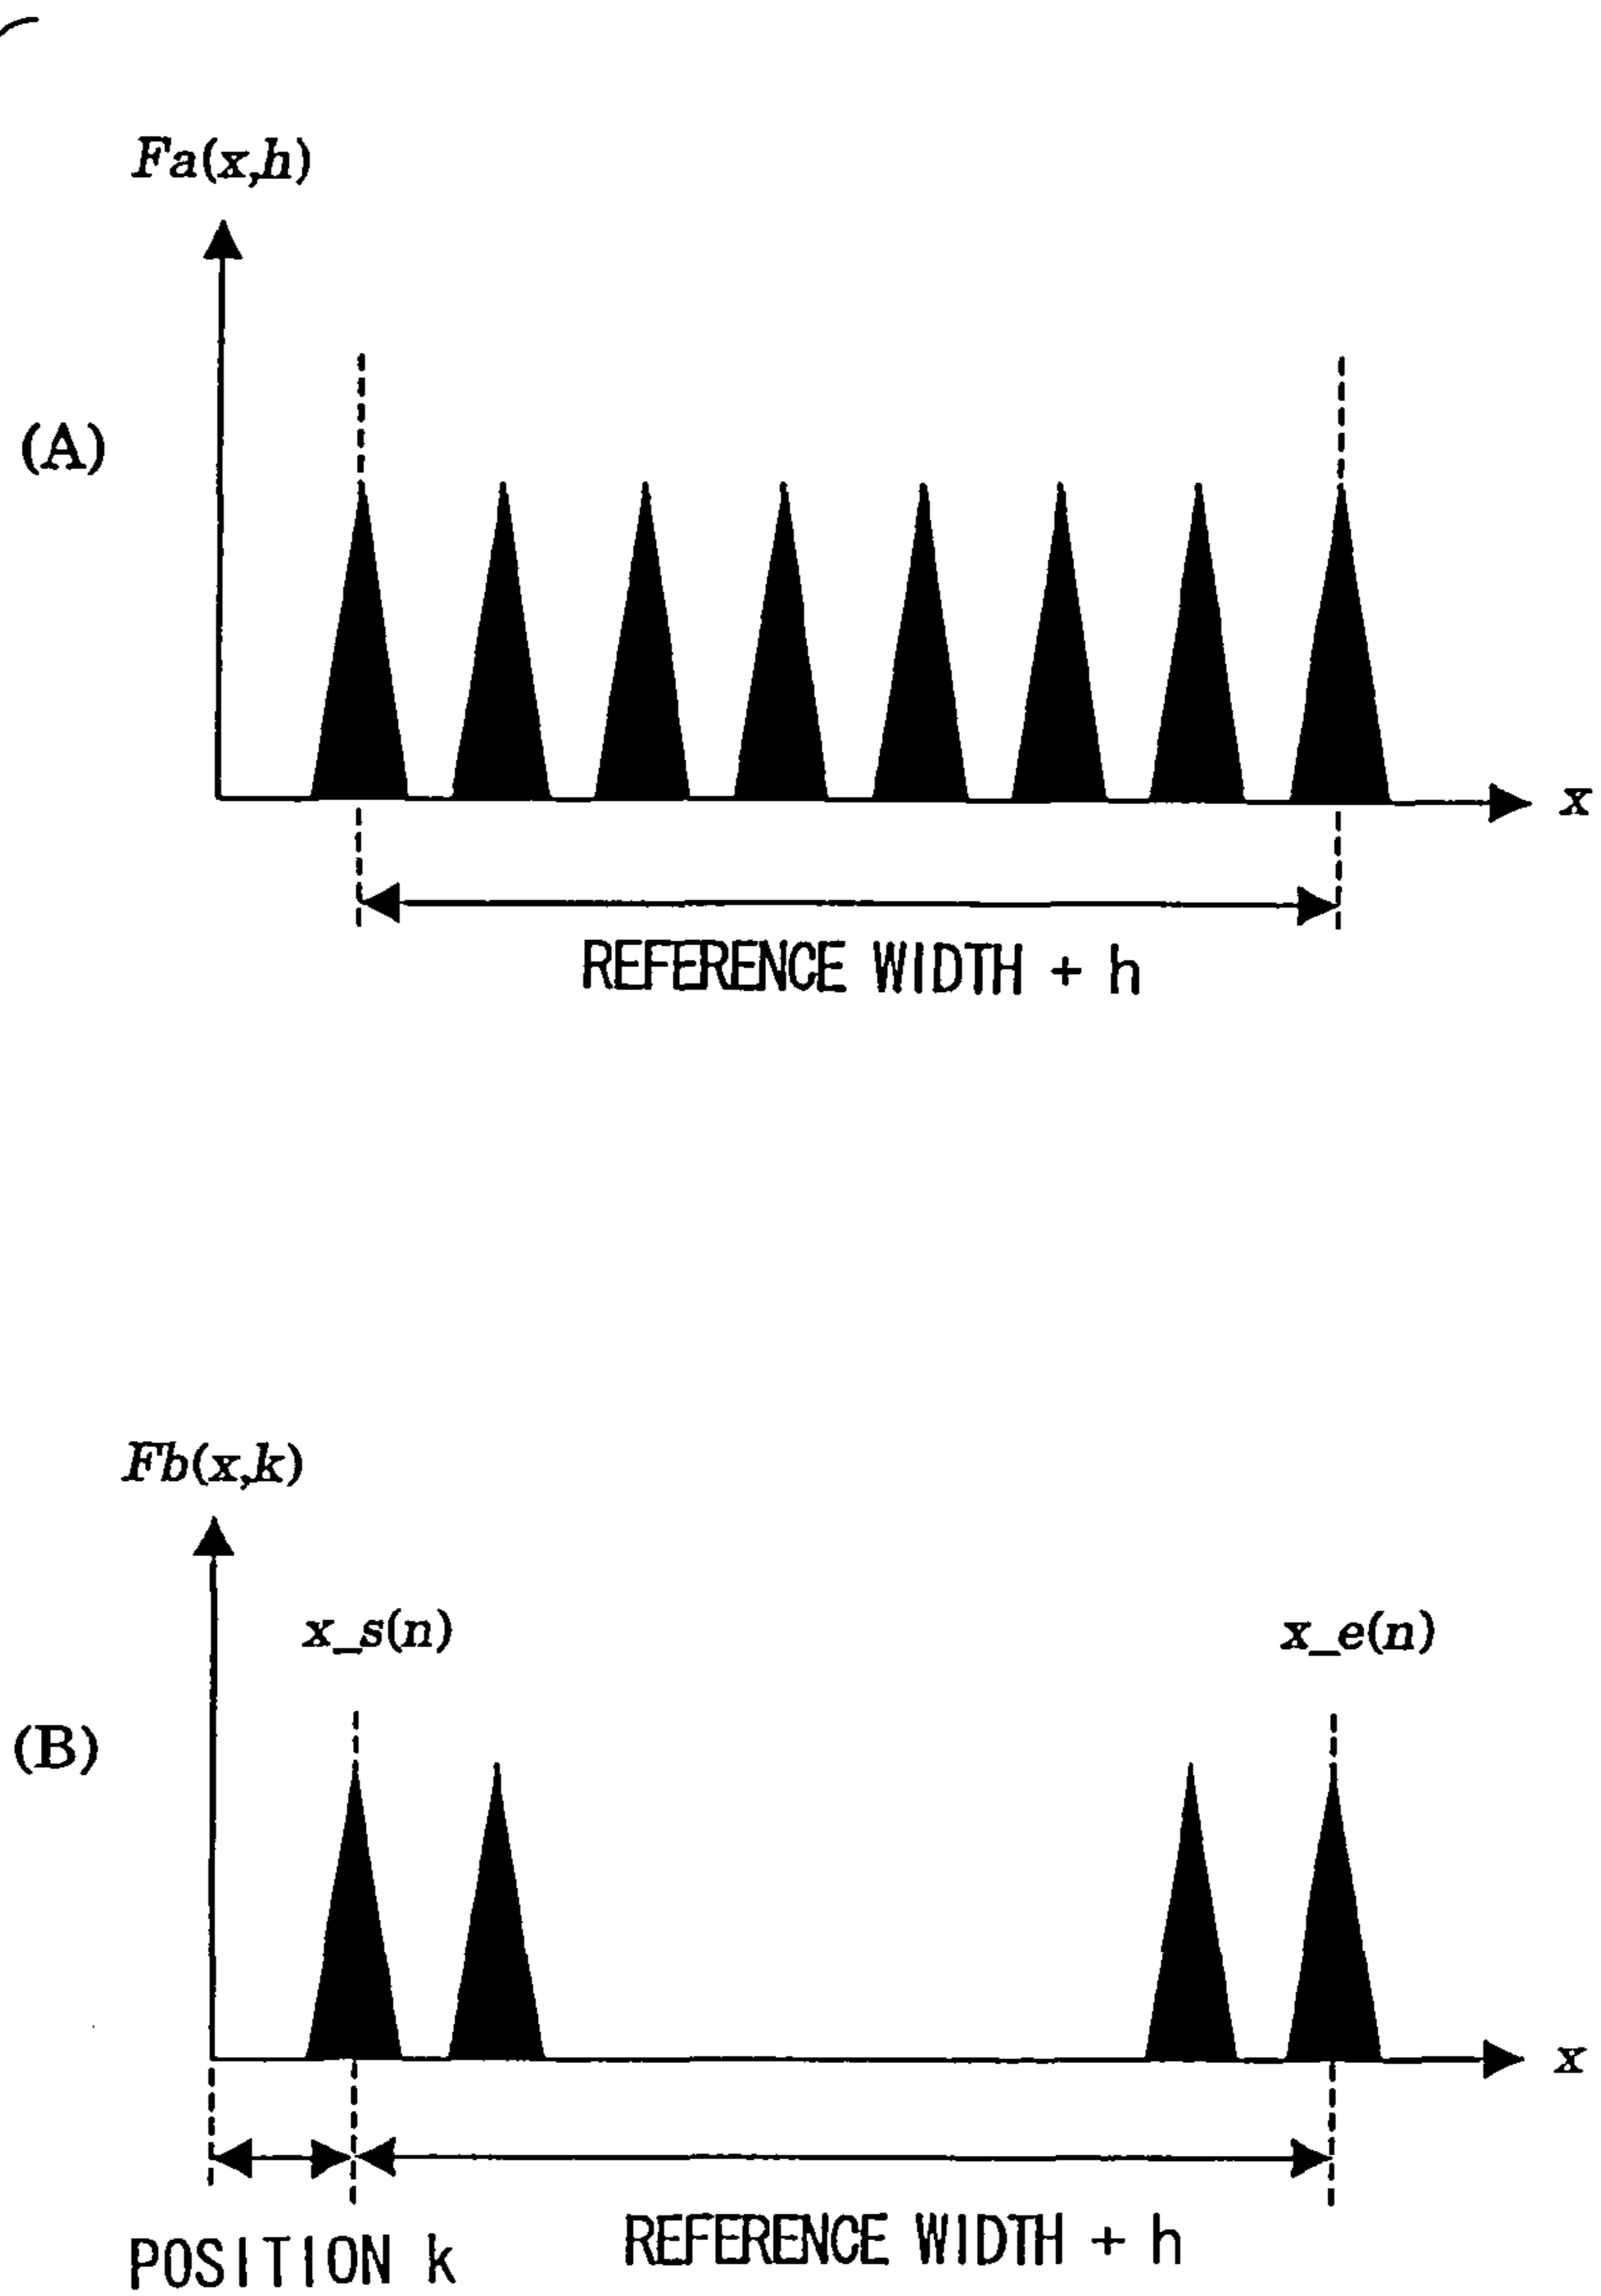 Fa(x,h)
(A)
x
REFERENCE WIDTH + h
Fb(x,k)
x_s(n)
x_e(n)
(B)
x
POSITION k
REFERENCE WIDTH + h